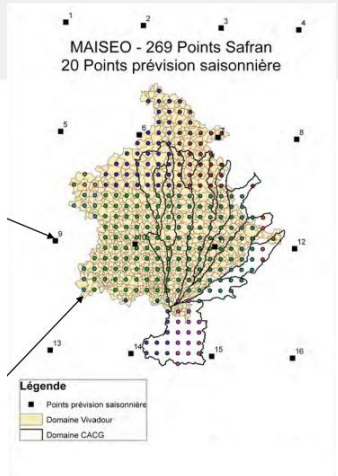 1
2
3
4
MAISEO - 269 Points Safran
20 Points prévision saisonnière
5
6
8
9
12
13
14
15
16
Légende
Points prévision saisonnière
Domaine Vivadour
Domaine CACG